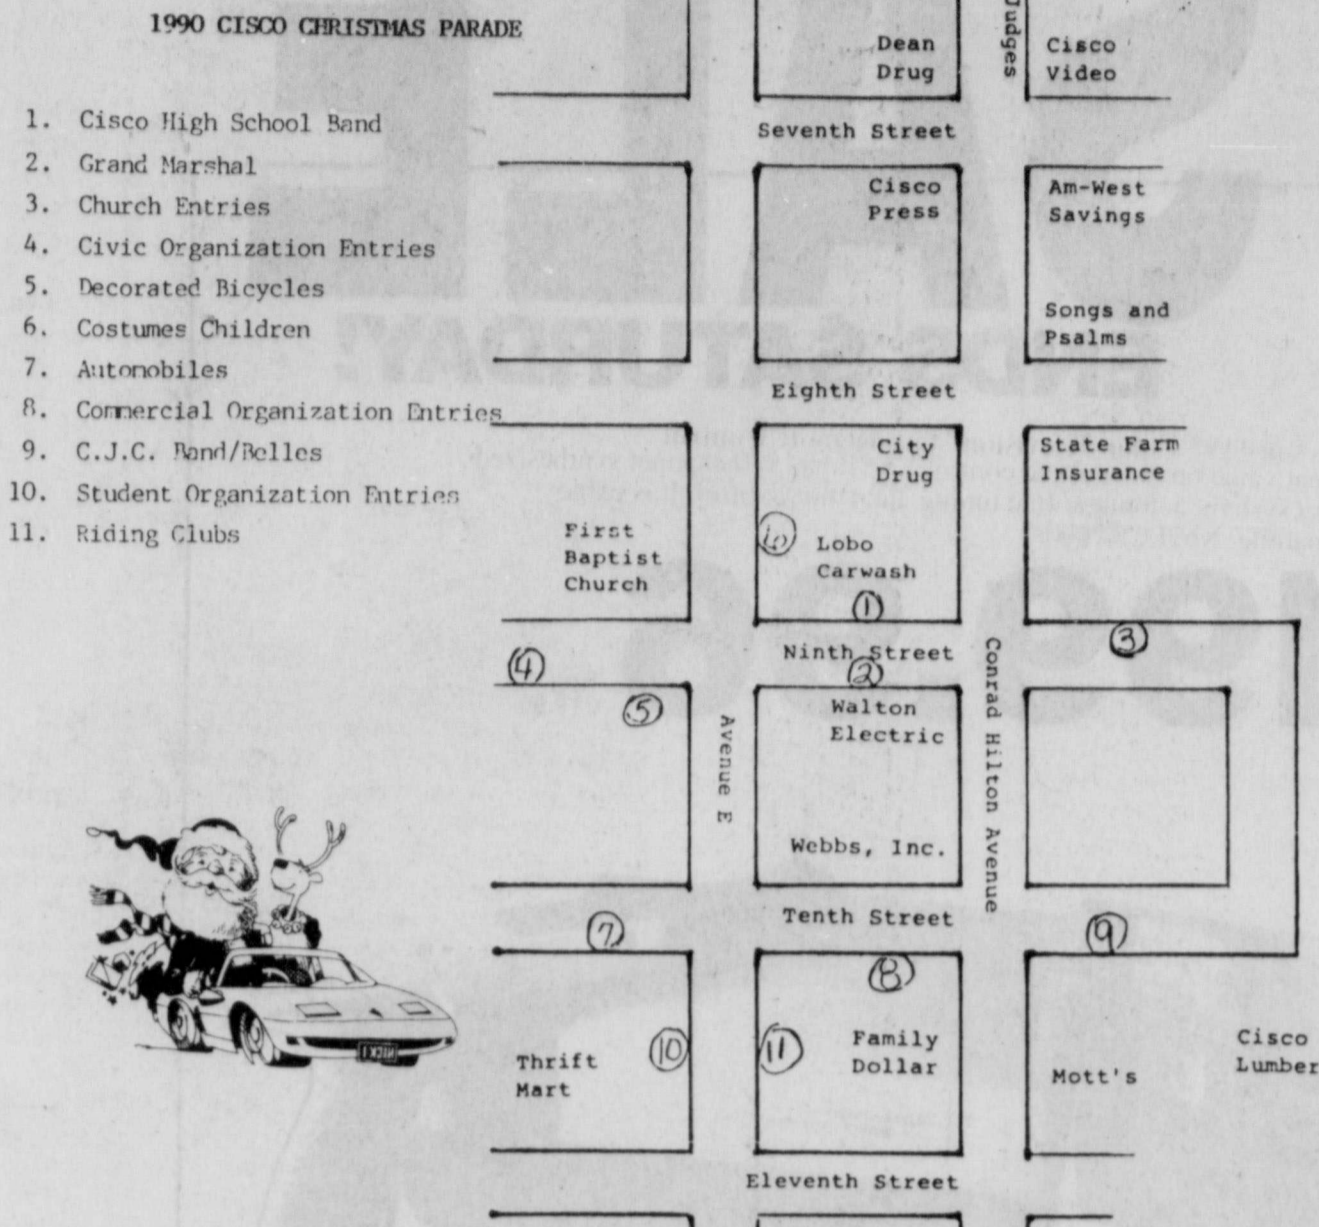 1990 CISCO CHRISTMAS PARADE
1. Cisco High School Band
2. Grand Marshal
3. Church Entries
4. Civic Organization Entries
5. Decorated Bicycles
6. Costumes Children
7. Automobiles
8. Commercial Organization Entries
9. C.J.C. Band/Belles
10. Student Organization Entries
11. Riding Clubs
Dean
Drug
Judges
Cisco
Video
Seventh Street
Cisco
Press
Am-West
Savings
Songs and
Psalms
Eighth Street
City
Drug
State Farm
Insurance
First
Baptist
Church
6
Lobo
Carwash
1
Ninth Street
2
3
4
5
Walton
Electric
Avenue E
Conrad Hilton Avenue
Webbs, Inc.
Tenth Street
7
8
9
Thrift
Mart
10
11
Family
Dollar
Mott's
Cisco
Lumber
Eleventh Street